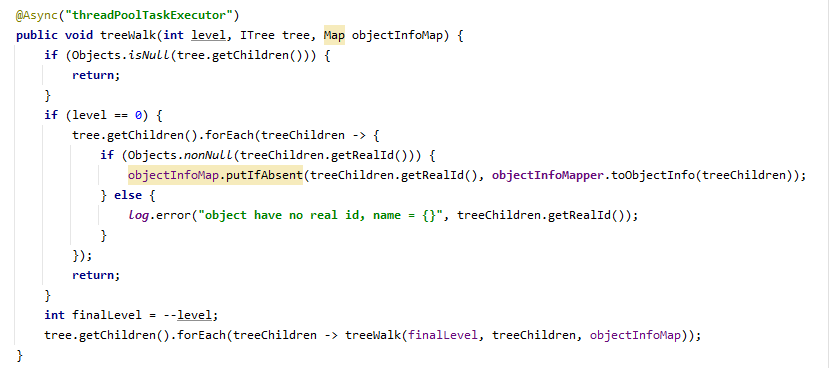 @Async("threadPoolTaskExecutor")
public void treeWalk(int level, ITree tree, Map objectInfoMap) {
    if (Objects.isNull(tree.getChildren())) {
        return;
    }
    if (level == 0) {
        tree.getChildren().forEach(treeChildren -> {
            if (Objects.nonNull(treeChildren.getRealId())) {
                objectInfoMap.putIfAbsent(treeChildren.getRealId(), objectInfoMapper.toObjectInfo(treeChildren));
            } else {
                log.error("object have no real id, name = {}", treeChildren.getRealId());
            }
        });
        return;
    }
    int finalLevel = --level;
    tree.getChildren().forEach(treeChildren -> treeWalk(finalLevel, treeChildren, objectInfoMap));
}